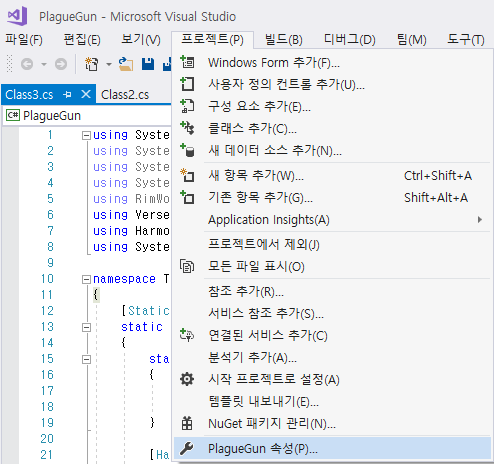 PlagueGun - Microsoft Visual Studio
파일(F) 편집(E) 보기(V) 프로젝트(P) 빌드(B) 디버그(D) 팀(M) 도구(T)
Class3.cs Class2.cs
C# PlagueGun
Windows Form 추가(F)...
사용자 정의 컨트롤 추가(U)...
구성 요소 추가(E)...
클래스 추가(C)...
새 데이터 소스 추가(N)...
새 항목 추가(W)... Ctrl+Shift+A
기존 항목 추가(G)... Shift+Alt+A
Application Insights(A)
프로젝트에서 제외(J)
모든 파일 표시(O)
참조 추가(R)...
서비스 참조 추가(S)...
연결된 서비스 추가(C)
분석기 추가(A)...
시작 프로젝트로 설정(A)
템플릿 내보내기(E)...
NuGet 패키지 관리(N)...
PlagueGun 속성(P)...
1 using System
2 using System
3 using System
4 using System
5 using RimWo
6 using Verse
7 using Harmo
8 using System
9
10 namespace T
11 {
12 [Static
13 static
14 {
15 sta
16 {
17
18
19 }
20
21 [Ha